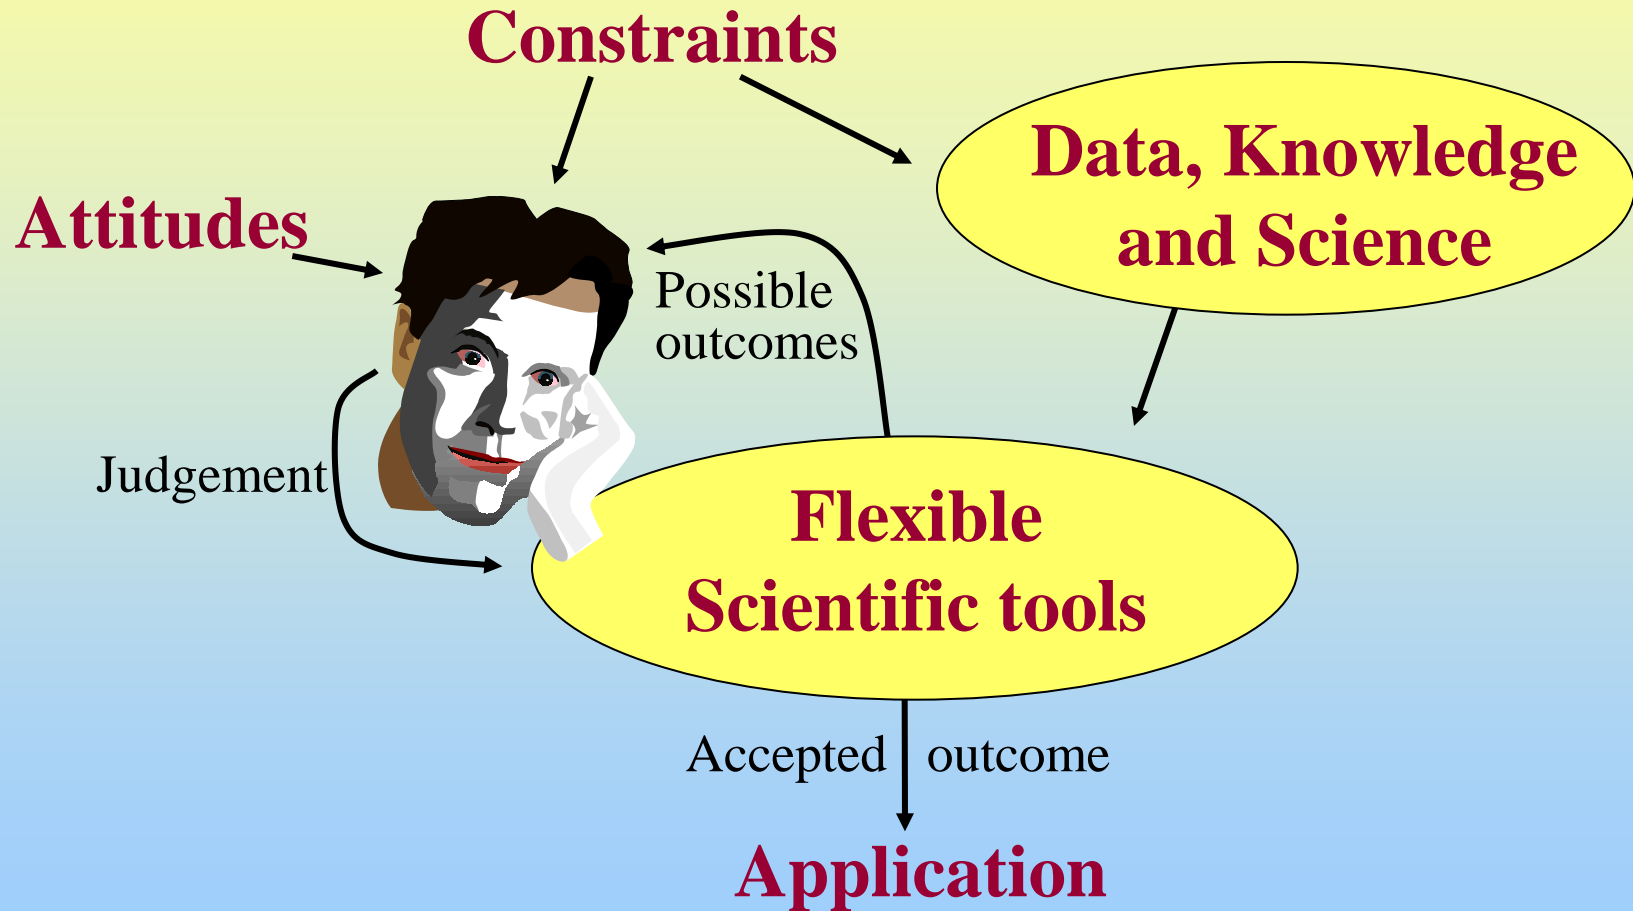 Constraints
Data, Knowledge
and Science
Attitudes
Possible
outcomes
Judgement
Flexible
Scientific tools
Accepted outcome
Application